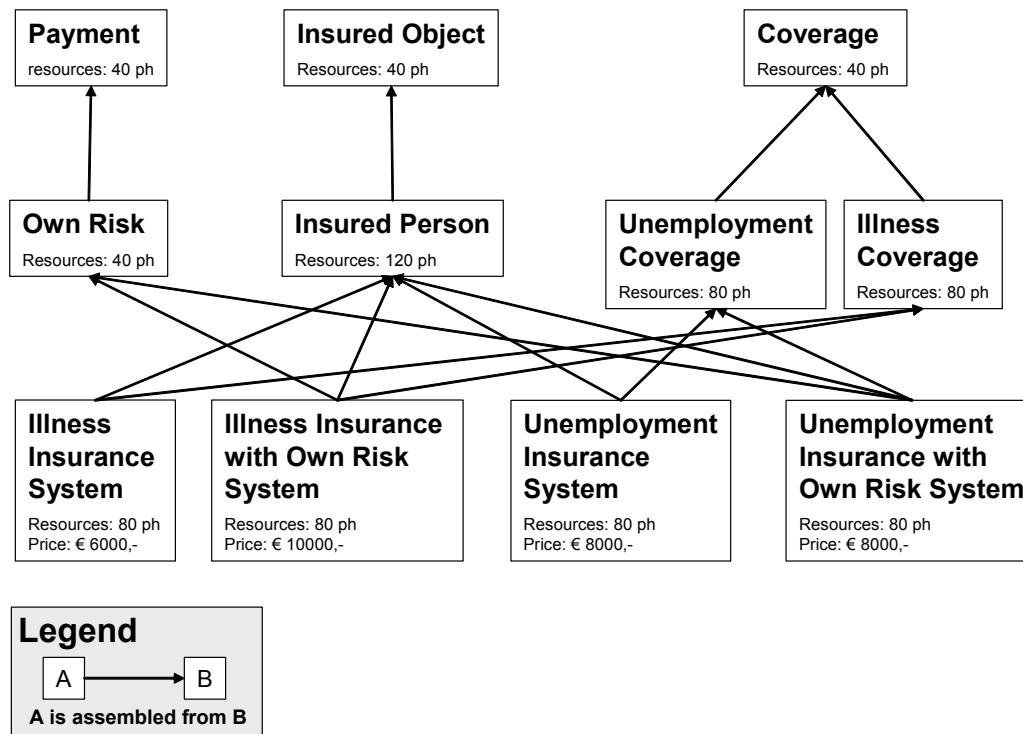 Payment
resources: 40 ph
Insured Object
Resources: 40 ph
Coverage
Resources: 40 ph
Own Risk
Resources: 40 ph
Insured Person
Resources: 120 ph
Unemployment
Coverage
Resources: 80 ph
Illness
Coverage
Resources: 80 ph
Illness
Insurance
System
Resources: 80 ph
Price: € 6000,-
Illness Insurance
with Own Risk
System
Resources: 80 ph
Price: € 10000,-
Unemployment
Insurance
System
Resources: 80 ph
Price: € 8000,-
Unemployment
Insurance with
Own Risk System
Resources: 80 ph
Price: € 8000,-
Legend
A
B
A is assembled from B